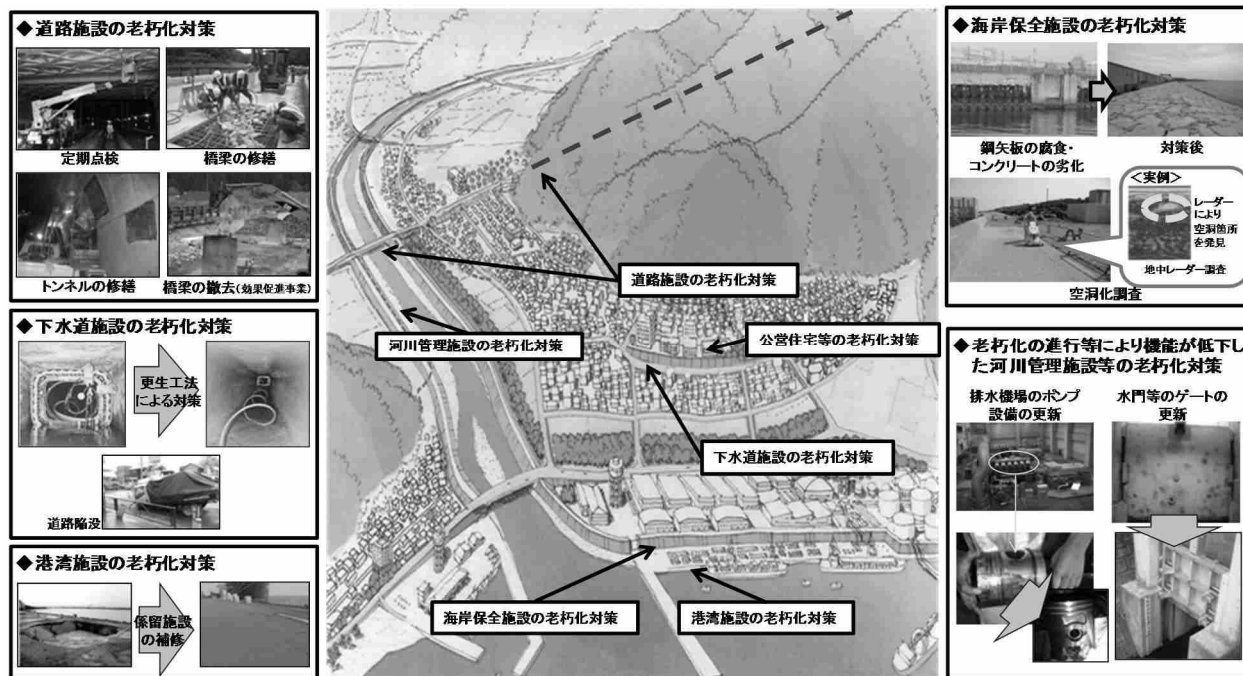 ◆道路施設の老朽化対策
定期点検
橋梁の修繕
トンネルの修繕
橋梁の撤去(効果促進事業)
◆下水道施設の老朽化対策
更生工法
による対策
道路陥没
◆港湾施設の老朽化対策
係留施設
の補修
道路施設の老朽化対策
河川管理施設の老朽化対策
公営住宅等の老朽化対策
下水道施設の老朽化対策
海岸保全施設の老朽化対策
港湾施設の老朽化対策
◆海岸保全施設の老朽化対策
鋼矢板の腐食・
コンクリートの劣化
対策後
<実例>
レーダー
により
空洞箇所
を発見
地中レーダー調査
空洞化調査
◆老朽化の進行等により機能が低下し
た河川管理施設等の老朽化対策
排水機場のポンプ
設備の更新
水門等のゲートの
更新